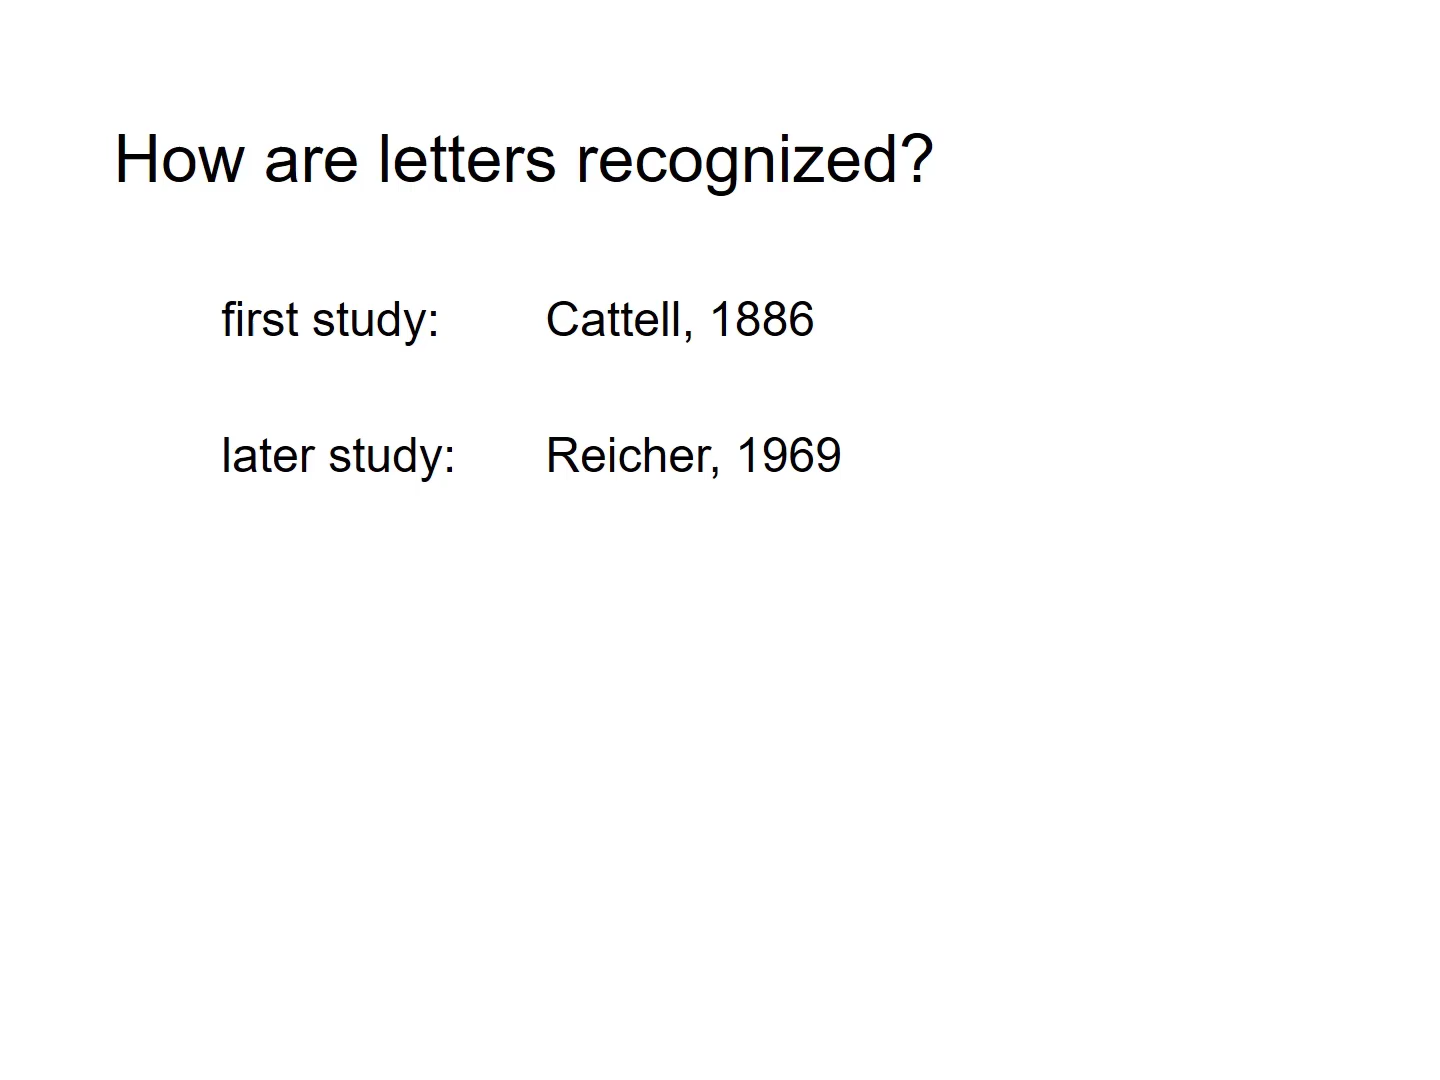 How are letters recognized?
first study: Cattell, 1886
later study: Reicher, 1969